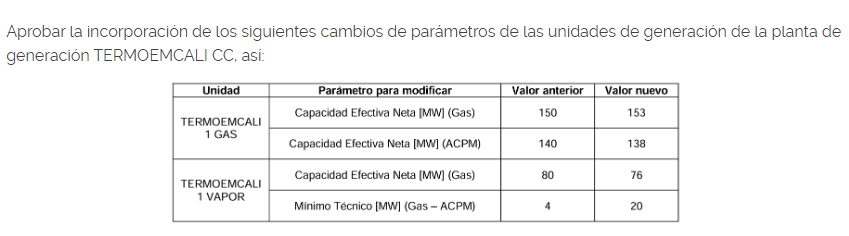 Aprobar la incorporación de los siguientes cambios de parámetros de las unidades de generación de la planta de
generación TERMOEMCALI CC, así:
Unidad Parámetro para modificar Valor anterior Valor nuevo
TERMOEMCALI
1 GAS
Capacidad Efectiva Neta [MW] (Gas) 150 153
Capacidad Efectiva Neta [MW] (ACPM) 140 138
TERMOEMCALI
1 VAPOR
Capacidad Efectiva Neta [MW] (Gas) 80 76
Mínimo Técnico [MW] (Gas – ACPM) 4 20